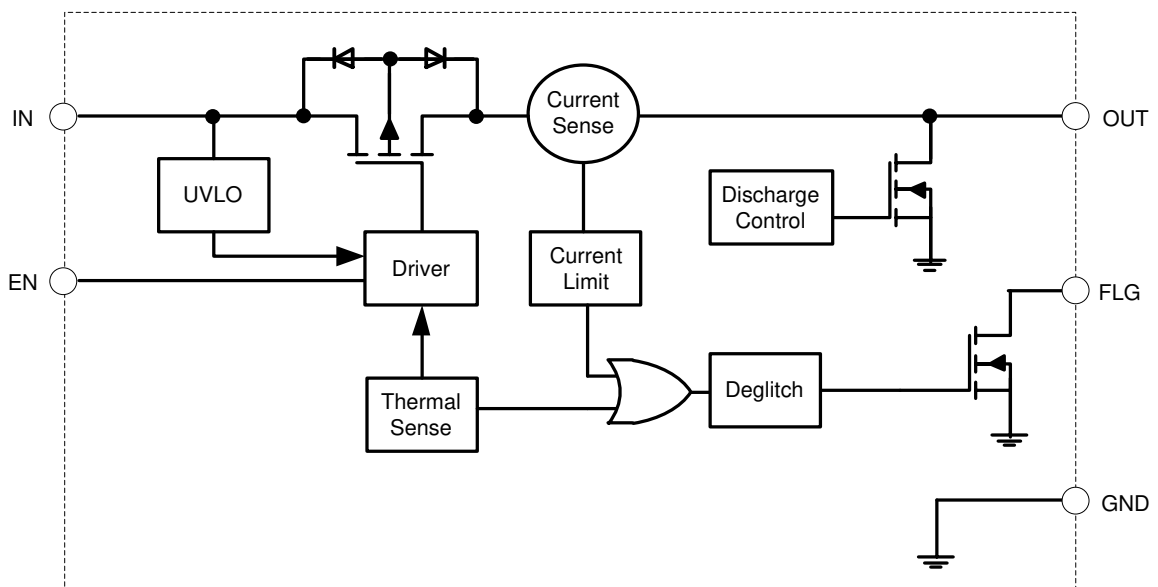 IN
Current
Sense
OUT
UVLO
Discharge
Control
Driver
Current
Limit
EN
FLG
Thermal
Sense
Deglitch
GND